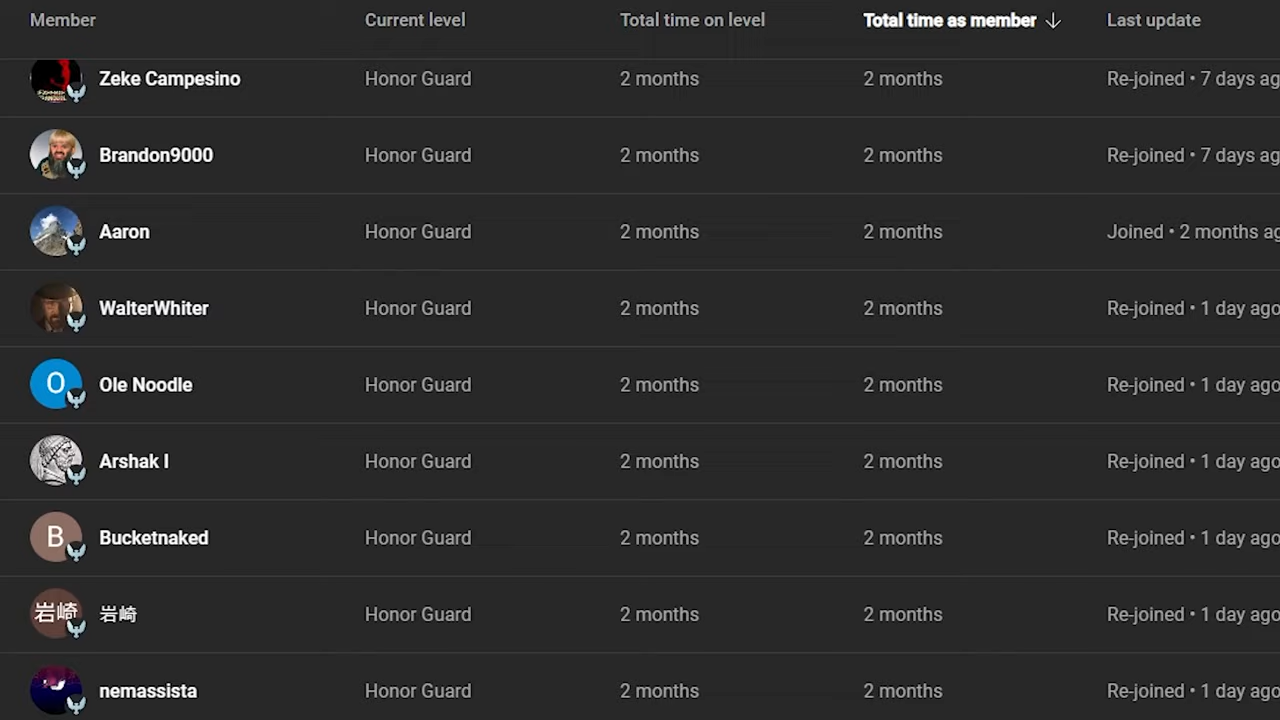 Member Current level Total time on level Total time as member ↓ Last update
Zeke Campesino Honor Guard 2 months 2 months Re-joined • 7 days ag
Brandon9000 Honor Guard 2 months 2 months Re-joined • 7 days ag
Aaron Honor Guard 2 months 2 months Joined • 2 months ag
WalterWhiter Honor Guard 2 months 2 months Re-joined • 1 day ago
O Ole Noodle Honor Guard 2 months 2 months Re-joined • 1 day ago
Arshak I Honor Guard 2 months 2 months Re-joined • 1 day ago
B Bucketnaked Honor Guard 2 months 2 months Re-joined • 1 day ago
岩崎 岩崎 Honor Guard 2 months 2 months Re-joined • 1 day ago
nemassista Honor Guard 2 months 2 months Re-joined • 1 day ago